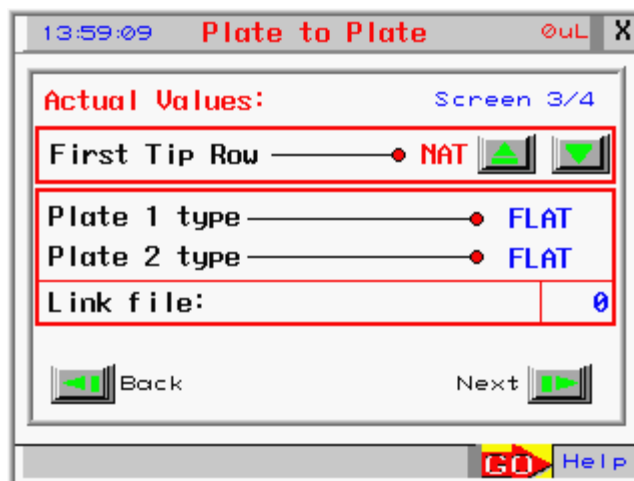 13:59:09 Plate to Plate 0uL X
Actual Values: Screen 3/4
First Tip Row NAT
Plate 1 type FLAT
Plate 2 type FLAT
Link file: 0
Back Next
GO Help